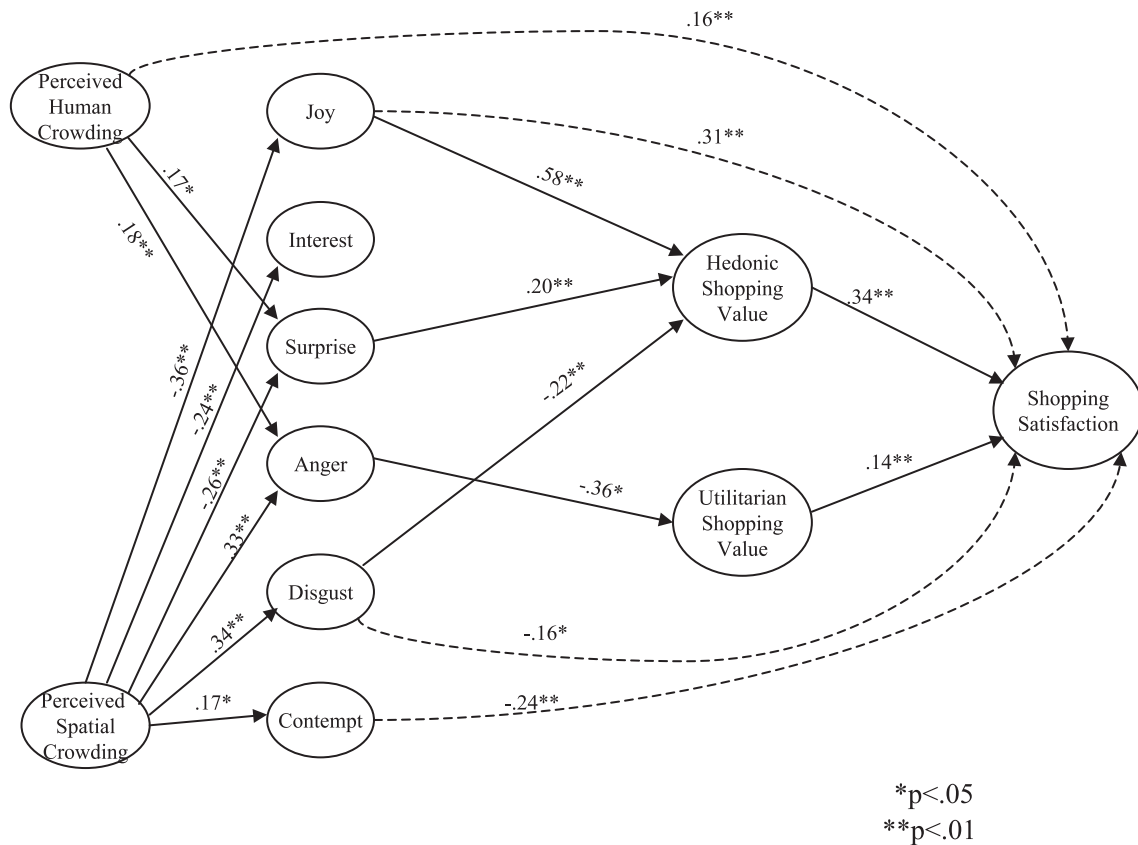 .16**
Perceived
Human
Crowding
Joy
.31**
.17*
.58**
.18**
Interest
Hedonic
Shopping
Value
.20**
.34**
Surprise
-.36**
-.24**
-.22**
Shopping
Satisfaction
-.26**
Anger
-.36*
.14**
Utilitarian
Shopping
Value
.33**
Disgust
.34**
-.16*
Perceived
Spatial
Crowding
.17*
Contempt
-.24**
*p<.05
**p<.01